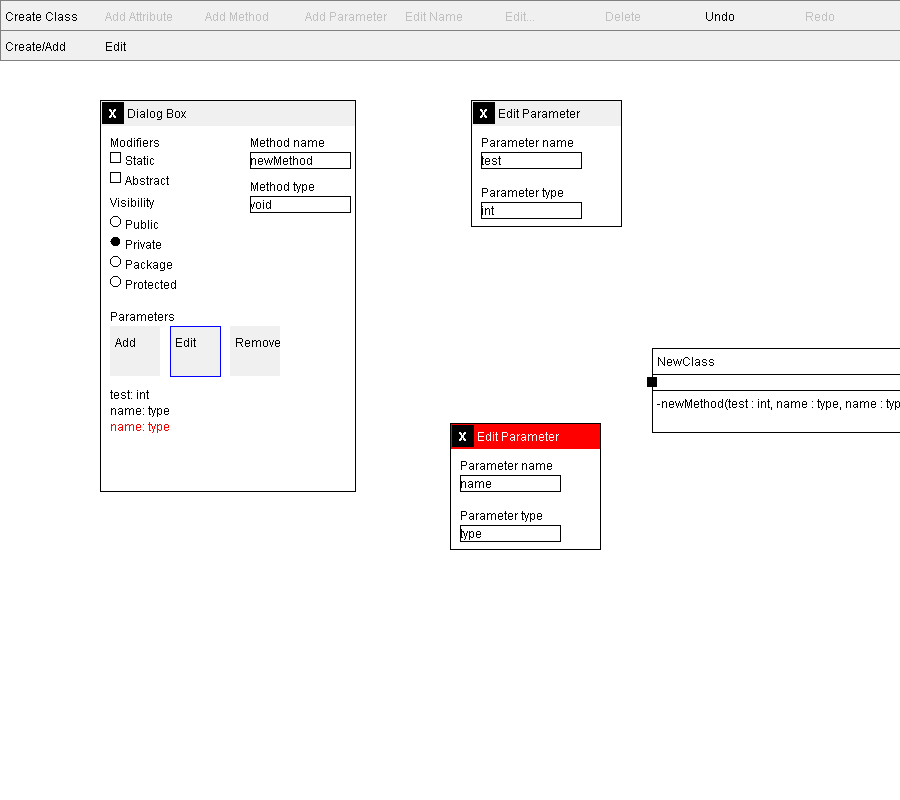 Create Class Add Attribute Add Method Add Parameter Edit Name Edit... Delete Undo Redo
Create/Add Edit
X Dialog Box
Modifiers
Static
Abstract
Visibility
Public
Private
Package
Protected
Method name
newMethod
Method type
void
Parameters
Add Edit Remove
test: int
name: type
name: type
X Edit Parameter
Parameter name
test
Parameter type
int
X Edit Parameter
Parameter name
name
Parameter type
type
NewClass
-newMethod(test : int, name : type, name : typ